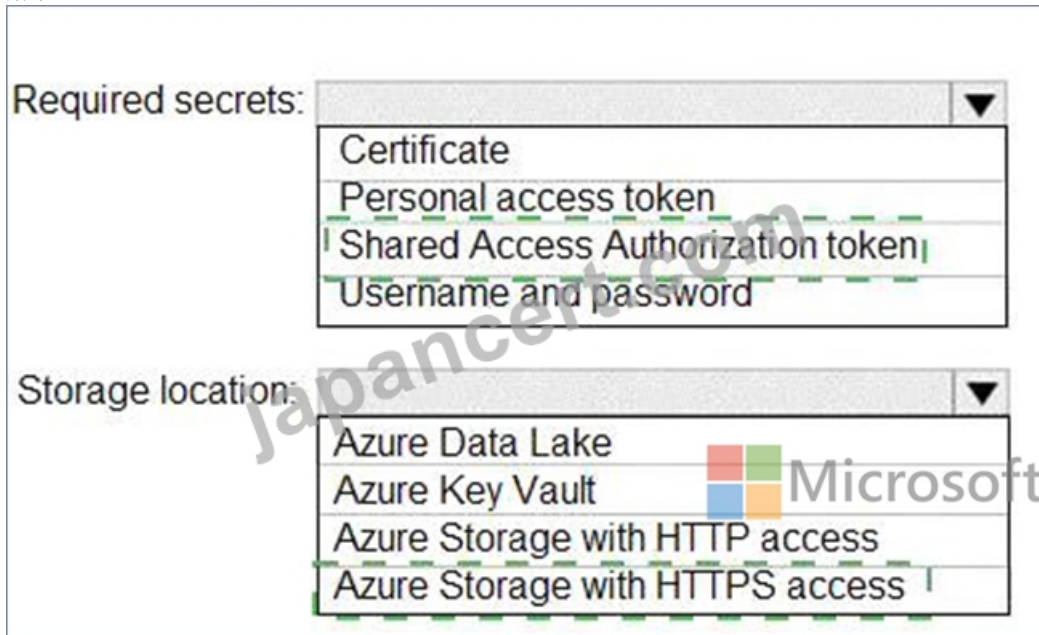 Required secrets:
Certificate
Personal access token
Shared Access Authorization token
Username and password
Storage location:
Azure Data Lake
Azure Key Vault
Azure Storage with HTTP access
Azure Storage with HTTPS access
japancert.com
Microsoft